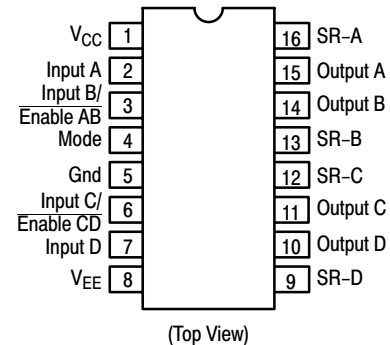 VCC 1
Input A 2
Input B/
Enable AB 3
Mode 4
Gnd 5
Input C/
Enable CD 6
Input D 7
VEE 8
16 SR–A
15 Output A
14 Output B
13 SR–B
12 SR–C
11 Output C
10 Output D
9 SR–D
(Top View)